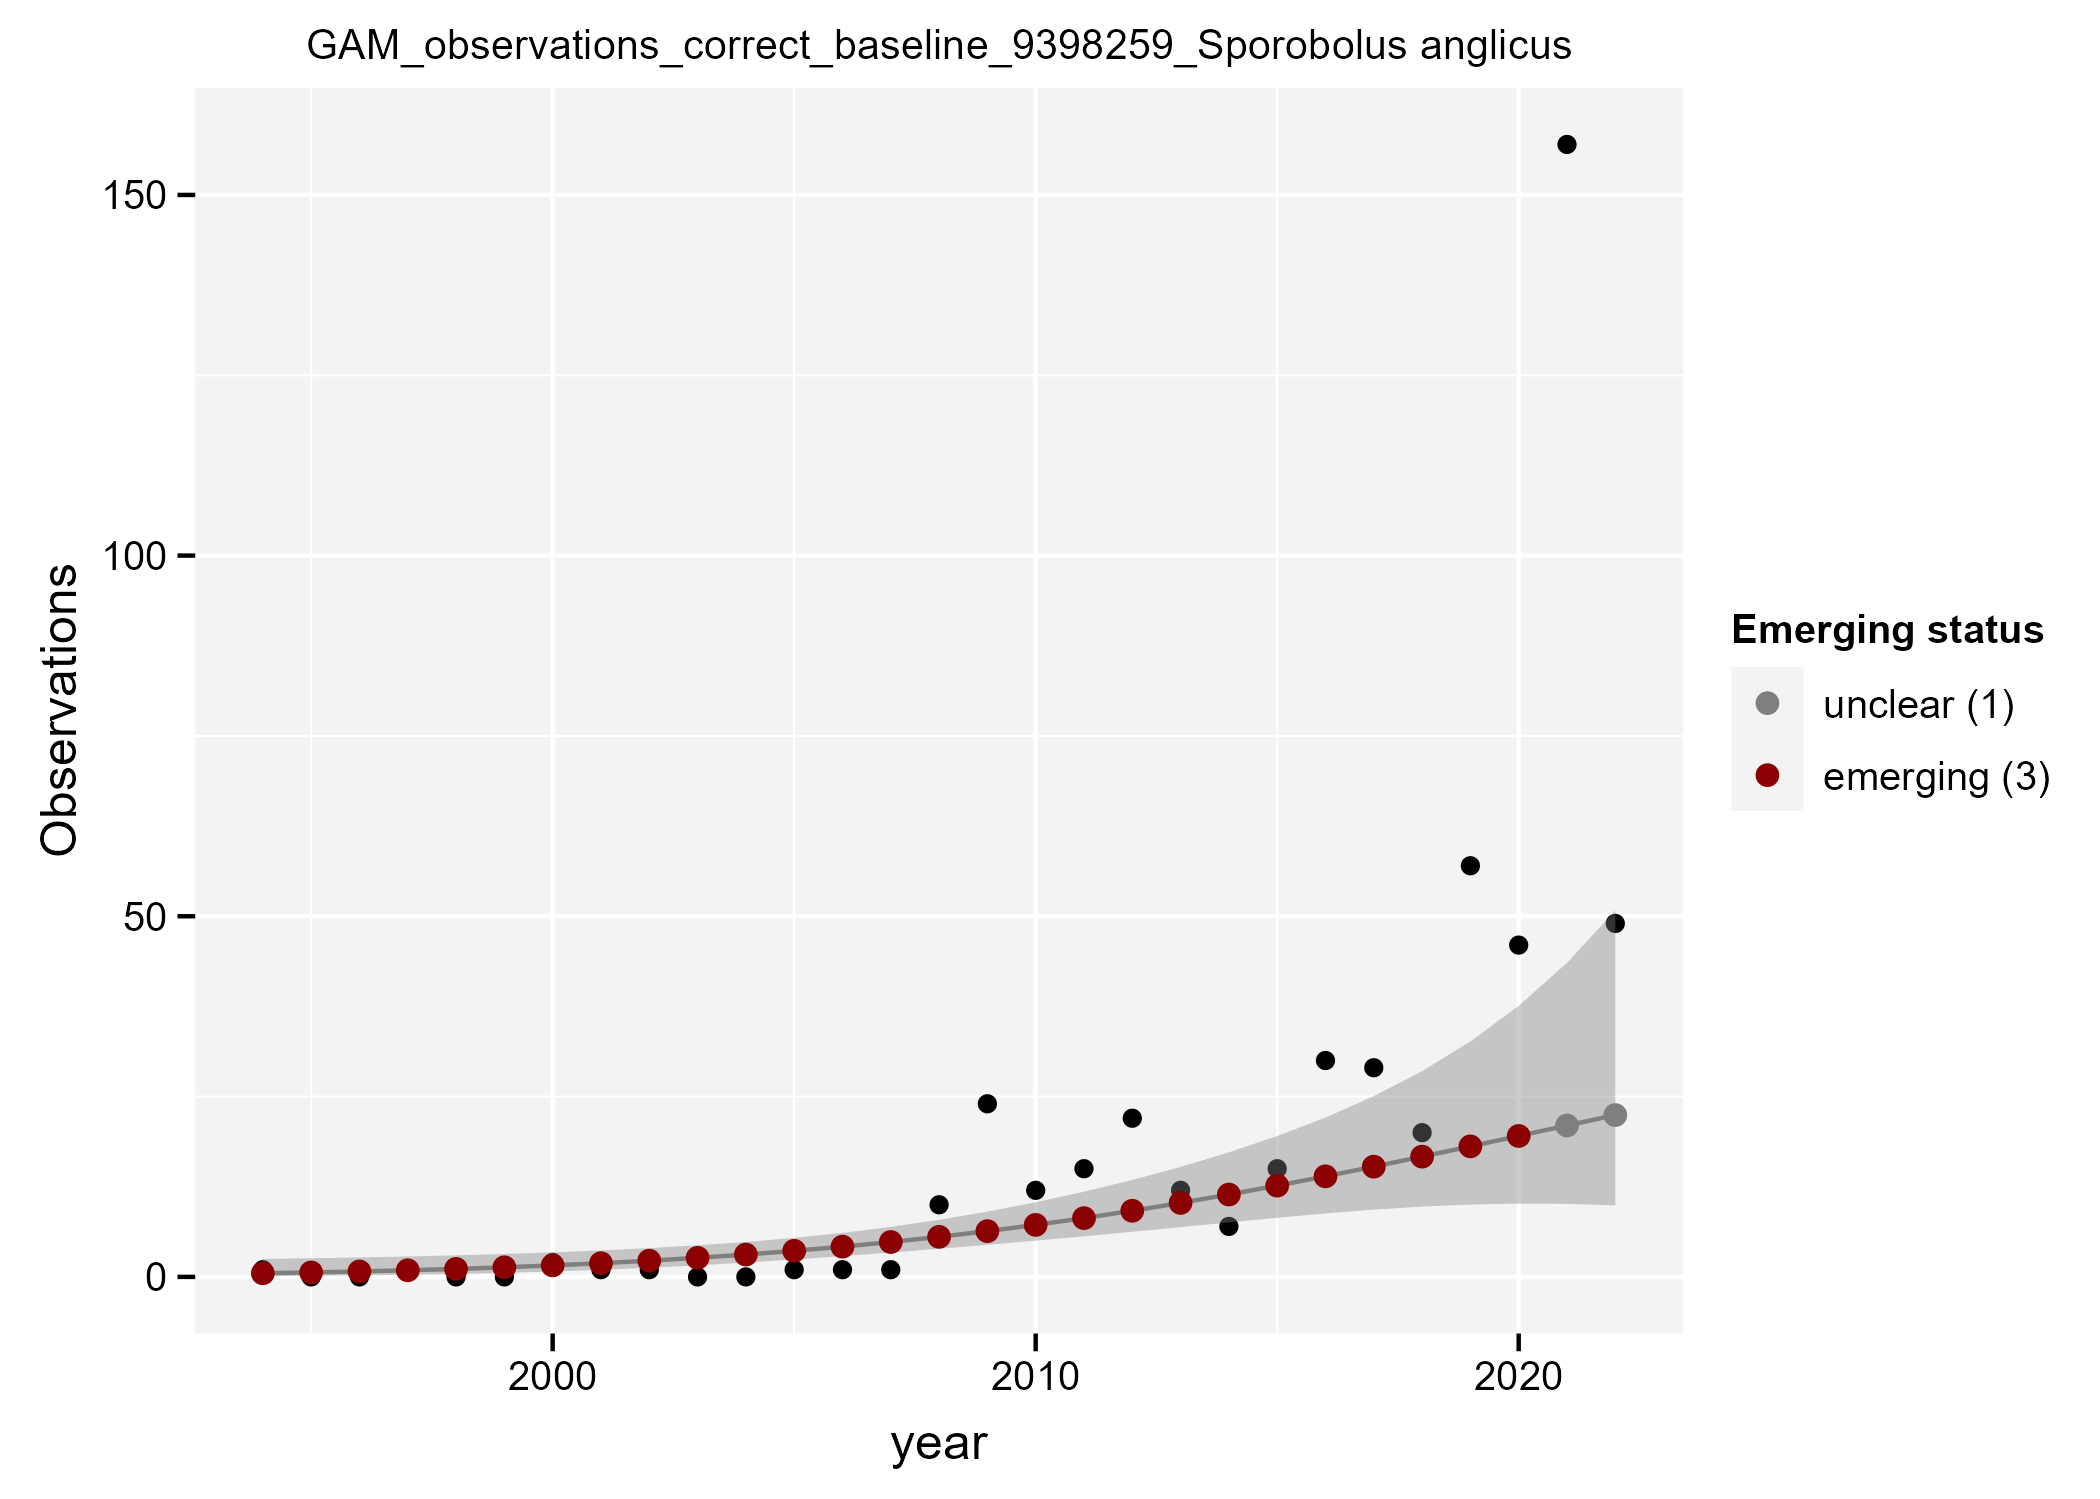 GAM_observations_correct_baseline_9398259_Sporobolus anglicus
150
100
50
0
Observations
2000
2010
2020
year
Emerging status
unclear (1)
emerging (3)